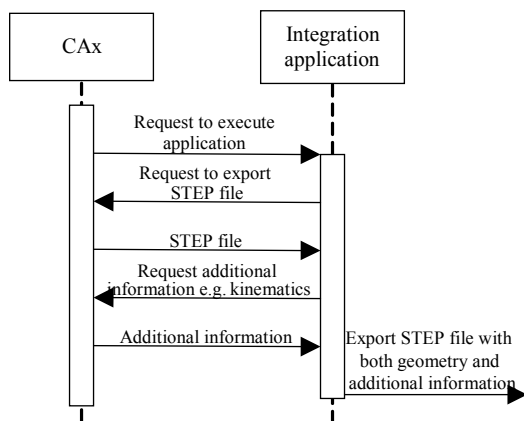 CAx
Integration
application
Request to execute
application
Request to export
STEP file
STEP file
Request additional
information e.g. kinematics
Additional information
Export STEP file with
both geometry and
additional information